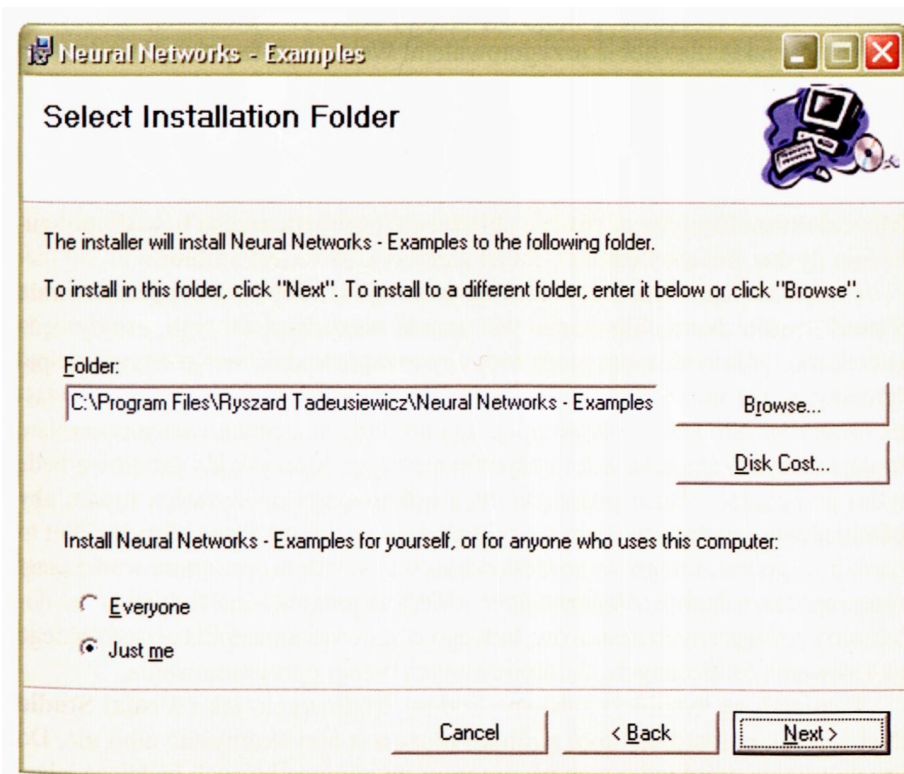 Neural Networks - Examples
Select Installation Folder
The installer will install Neural Networks - Examples to the following folder.
To install in this folder, click "Next". To install to a different folder, enter it below or click "Browse".
Folder:
C:\Program Files\Ryszard Tadeusiewicz\Neural Networks - Examples
Browse...
Disk Cost...
Install Neural Networks - Examples for yourself, or for anyone who uses this computer:
Everyone
Just me
Cancel
< Back
Next >